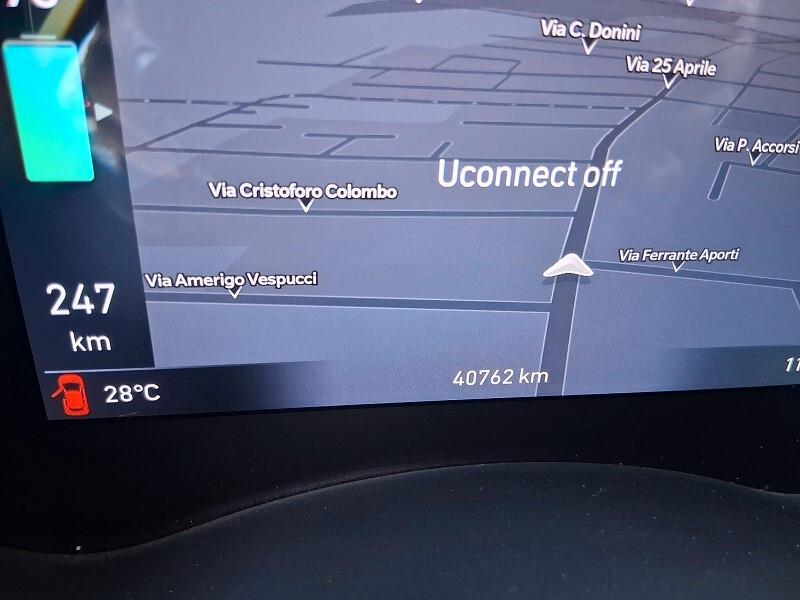 Via C. Donini
Via 25 Aprile
Via P. Accorsi
Uconnect off
Via Cristoforo Colombo
Via Ferrante Aporti
Via Amerigo Vespucci
247
km
28°C
40762 km